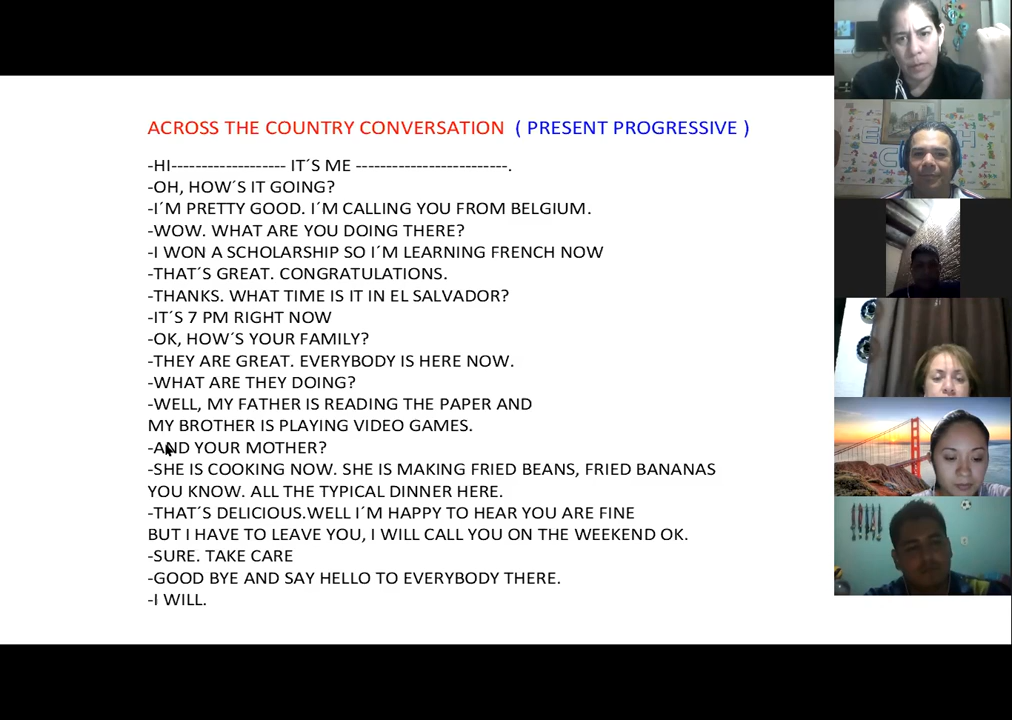 ACROSS THE COUNTRY CONVERSATION ( PRESENT PROGRESSIVE )
-HI------------------- IT´S ME -------------------------.
-OH, HOW´S IT GOING?
-I´M PRETTY GOOD. I´M CALLING YOU FROM BELGIUM.
-WOW. WHAT ARE YOU DOING THERE?
-I WON A SCHOLARSHIP SO I´M LEARNING FRENCH NOW
-THAT´S GREAT. CONGRATULATIONS.
-THANKS. WHAT TIME IS IT IN EL SALVADOR?
-IT´S 7 PM RIGHT NOW
-OK, HOW´S YOUR FAMILY?
-THEY ARE GREAT. EVERYBODY IS HERE NOW.
-WHAT ARE THEY DOING?
-WELL, MY FATHER IS READING THE PAPER AND
MY BROTHER IS PLAYING VIDEO GAMES.
-AND YOUR MOTHER?
-SHE IS COOKING NOW. SHE IS MAKING FRIED BEANS, FRIED BANANAS
YOU KNOW. ALL THE TYPICAL DINNER HERE.
-THAT´S DELICIOUS.WELL I´M HAPPY TO HEAR YOU ARE FINE
BUT I HAVE TO LEAVE YOU, I WILL CALL YOU ON THE WEEKEND OK.
-SURE. TAKE CARE
-GOOD BYE AND SAY HELLO TO EVERYBODY THERE.
-I WILL.